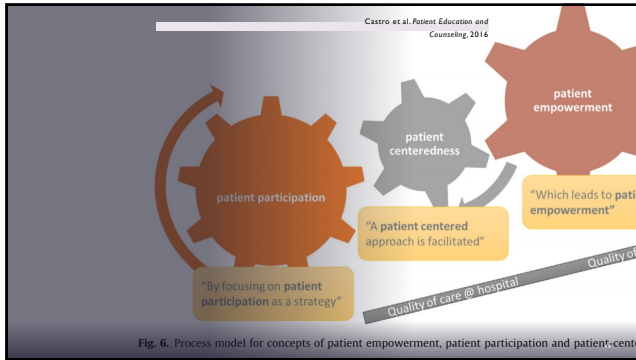 Castro et al. Patient Education and
Counseling, 2016
patient
empowerment
patient
centeredness
patient participation
"Which leads to pati
empowerment"
"A patient centered
approach is facilitated"
"By focusing on patient
participation as a strategy"
Quality of care @ hospital
Quality of
Fig. 6. Process model for concepts of patient empowerment, patient participation and patient-cente